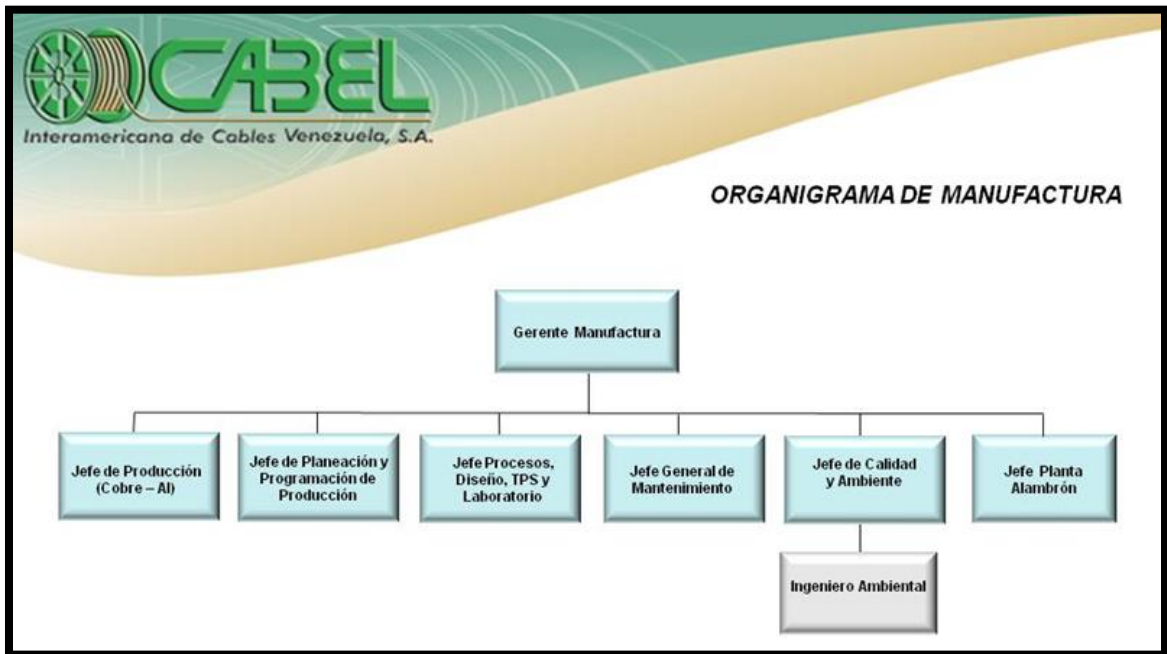 CABEL
Interamericana de Cables Venezuela, S.A.
ORGANIGRAMA DE MANUFACTURA
Gerente Manufactura
Jefe de Producción
(Cobre – Al)
Jefe de Planeación y
Programación de
Producción
Jefe Procesos,
Diseño, TPS y
Laboratorio
Jefe General de
Mantenimiento
Jefe de Calidad
y Ambiente
Jefe Planta
Alambrón
Ingeniero Ambiental